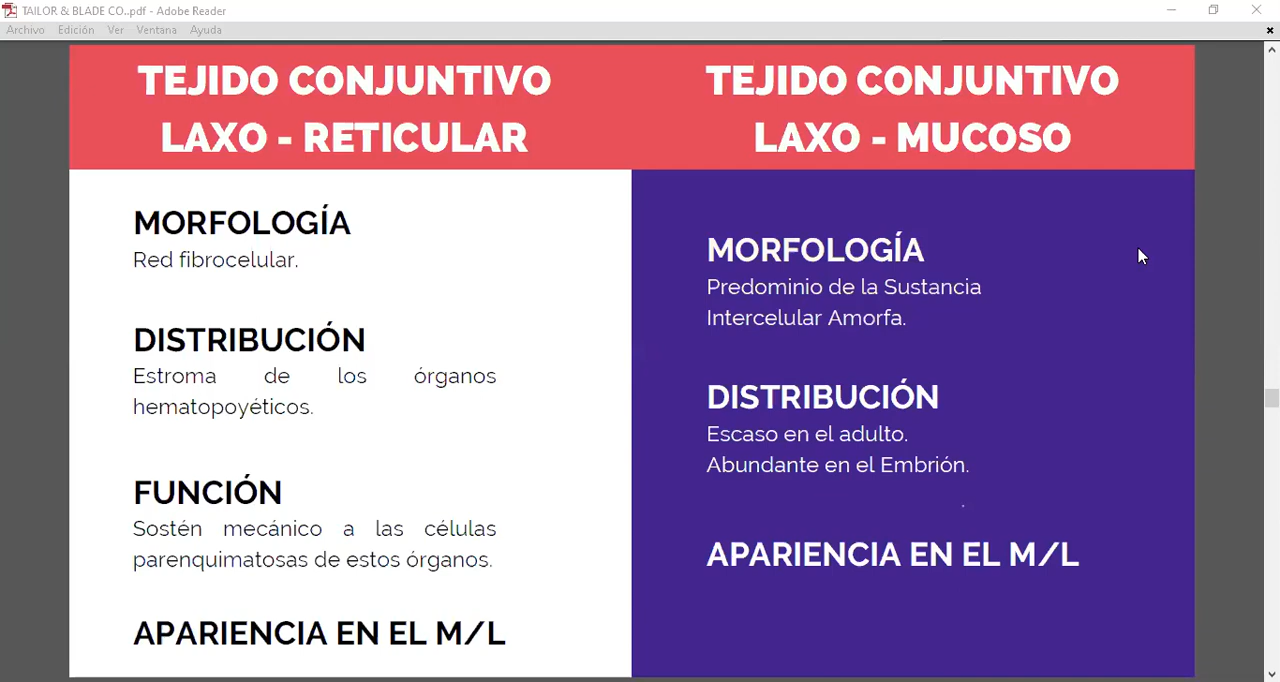 TAILOR & BLADE CO..pdf - Adobe Reader
Archivo Edición Ver Ventana Ayuda
TEJIDO CONJUNTIVO
LAXO - RETICULAR
MORFOLOGÍA
Red fibrocelular.
DISTRIBUCIÓN
Estroma de los órganos
hematopoyéticos.
FUNCIÓN
Sostén mecánico a las células
parenquimatosas de estos órganos.
APARIENCIA EN EL M/L
TEJIDO CONJUNTIVO
LAXO - MUCOSO
MORFOLOGÍA
Predominio de la Sustancia
Intercelular Amorfa.
DISTRIBUCIÓN
Escaso en el adulto.
Abundante en el Embrión.
APARIENCIA EN EL M/L